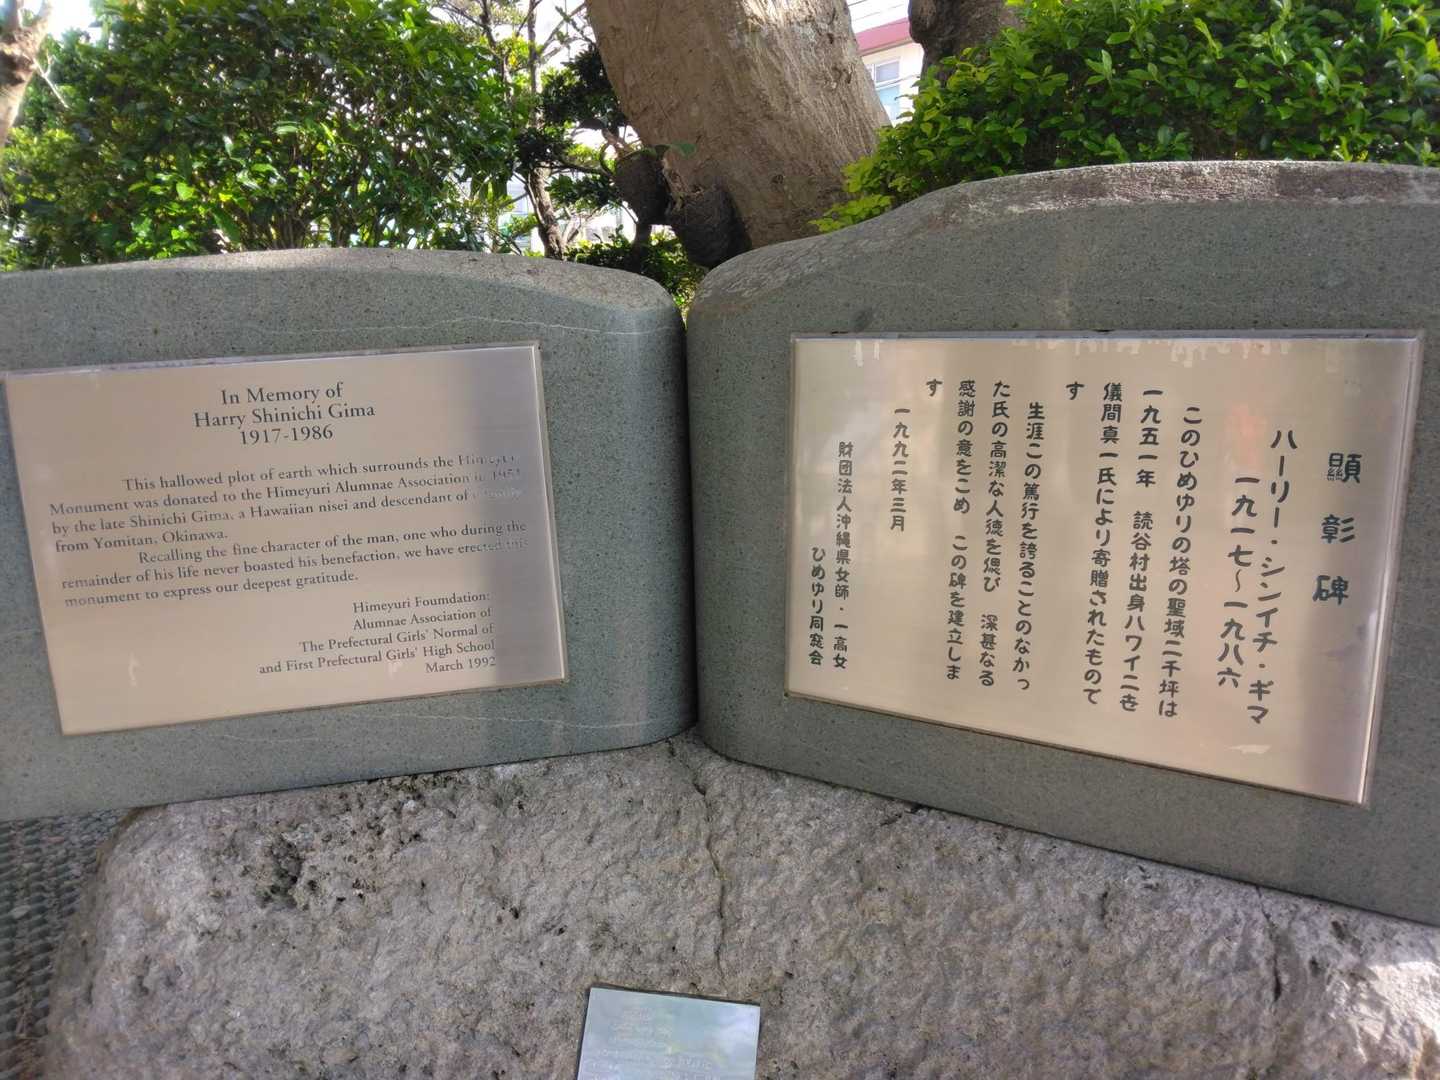 In Memory of
Harry Shinichi Gima
1917-1986
This hallowed plot of earth which surrounds the Himeyuri
Monument was donated to the Himeyuri Alumnae Association in 1951
by the late Shinichi Gima, a Hawaiian nisei and descendant of a family
from Yomitan, Okinawa.
Recalling the fine character of the man, one who during the
remainder of his life never boasted his benefaction, we have erected this
monument to express our deepest gratitude.
Himeyuri Foundation:
Alumnae Association of
The Prefectural Girls' Normal of
and First Prefectural Girls' High School
March 1992
顕彰碑
ハーリー・シンイチ・ギマ
一九一七〜一九八六
このひめゆりの塔の聖域二千坪は
一九五一年 読谷村出身ハワイ二世
儀間真一氏により寄贈されたものて
す
生涯この篤行を誇ることのなかっ
た氏の高潔な人徳を偲び 深甚なる
感謝の意をこめ この碑を建立しま
す
一九九二年三月
財団法人沖縄県女師・一高女
ひめゆり同窓会